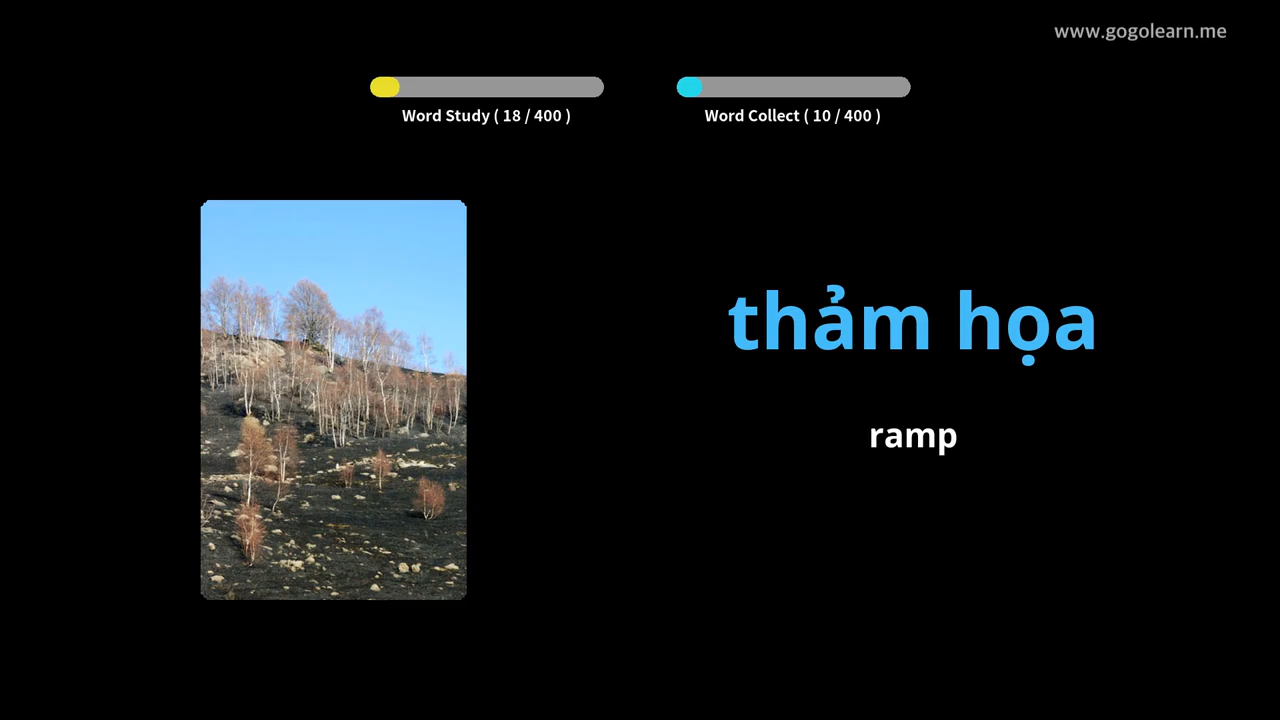 www.gogolearn.me
Word Study ( 18 / 400 )
Word Collect ( 10 / 400 )
thảm họa
ramp